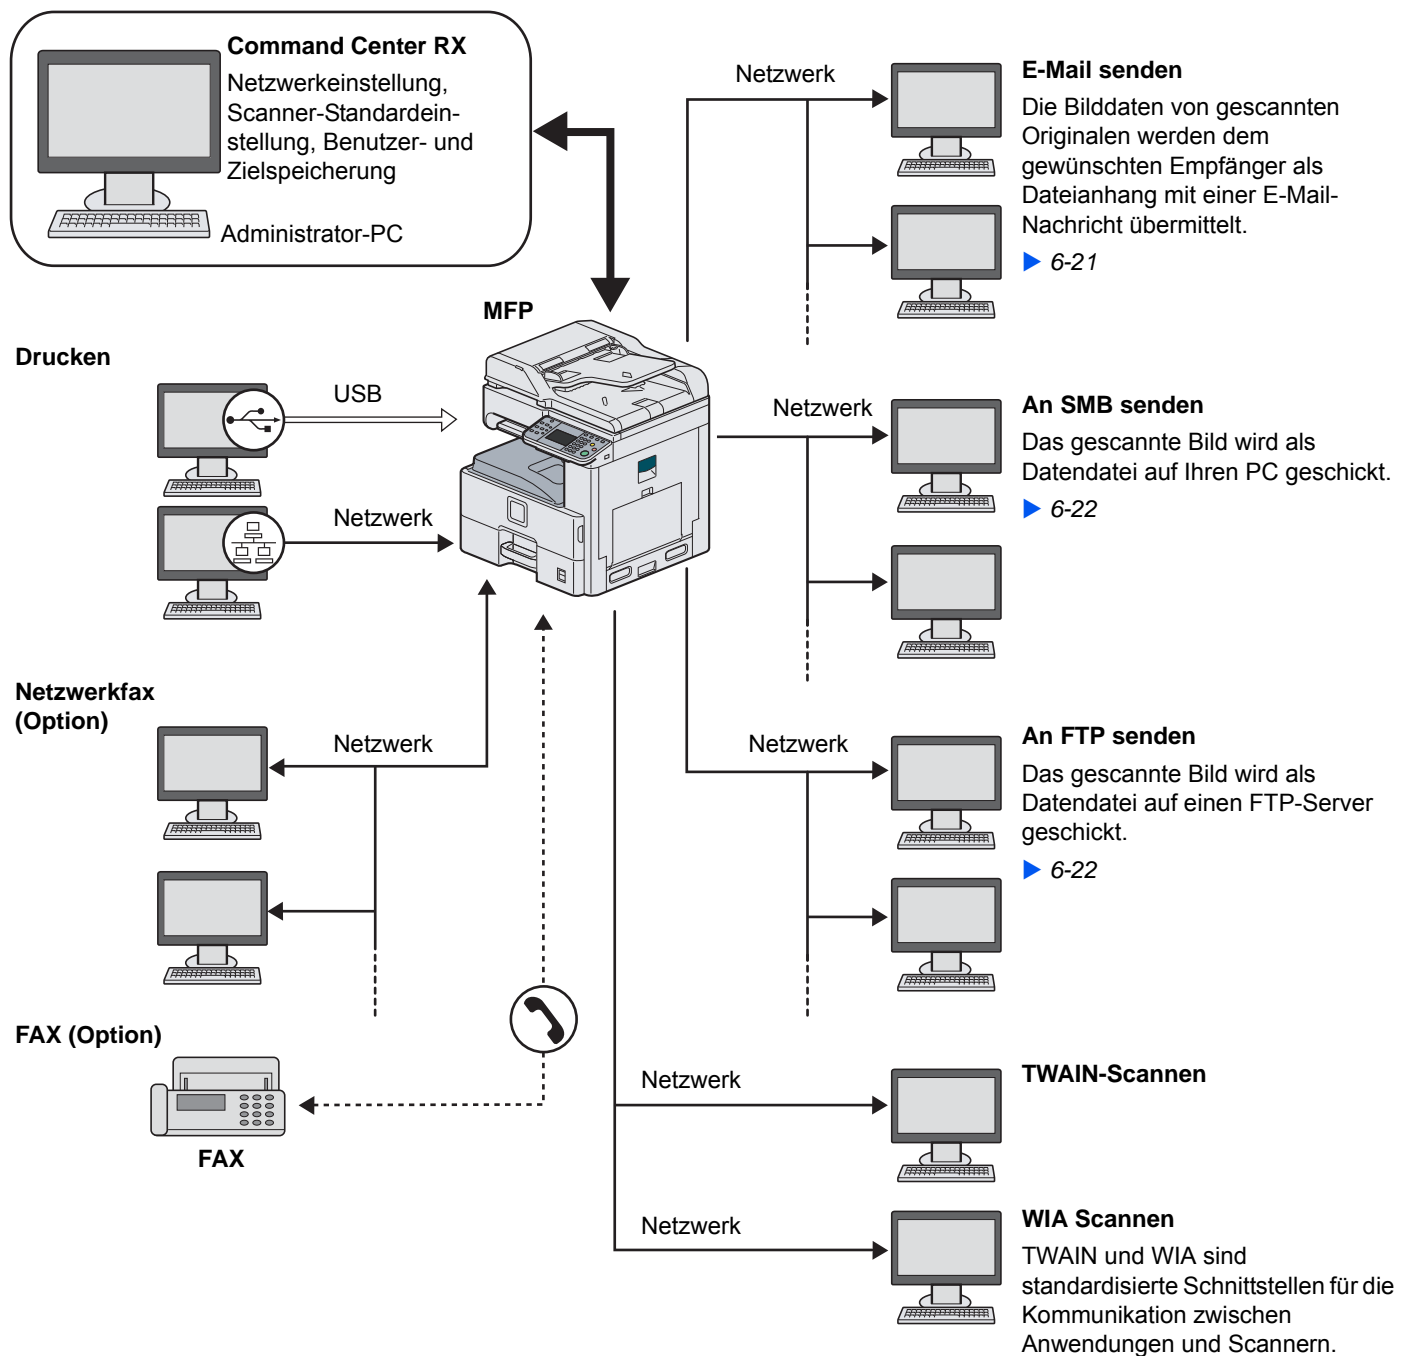 Command Center RX
Netzwerkeinstellung,
Scanner-Standardein-
stellung, Benutzer- und
Zielspeicherung
Administrator-PC
MFP
Drucken
USB
Netzwerk
Netzwerkfax
(Option)
Netzwerk
FAX (Option)
FAX
Netzwerk
E-Mail senden
Die Bilddaten von gescannten
Originalen werden dem
gewünschten Empfänger als
Dateianhang mit einer E-Mail-
Nachricht übermittelt.
6-21
Netzwerk
An SMB senden
Das gescannte Bild wird als
Datendatei auf Ihren PC geschickt.
6-22
Netzwerk
An FTP senden
Das gescannte Bild wird als
Datendatei auf einen FTP-Server
geschickt.
6-22
Netzwerk
TWAIN-Scannen
Netzwerk
WIA Scannen
TWAIN und WIA sind
standardisierte Schnittstellen für die
Kommunikation zwischen
Anwendungen und Scannern.